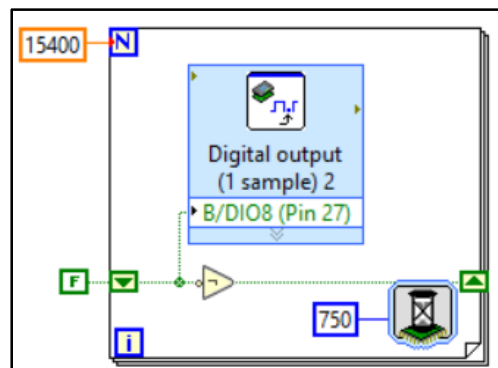 15400
N
Digital output
(1 sample) 2
B/DIO8 (Pin 27)
F
750
i